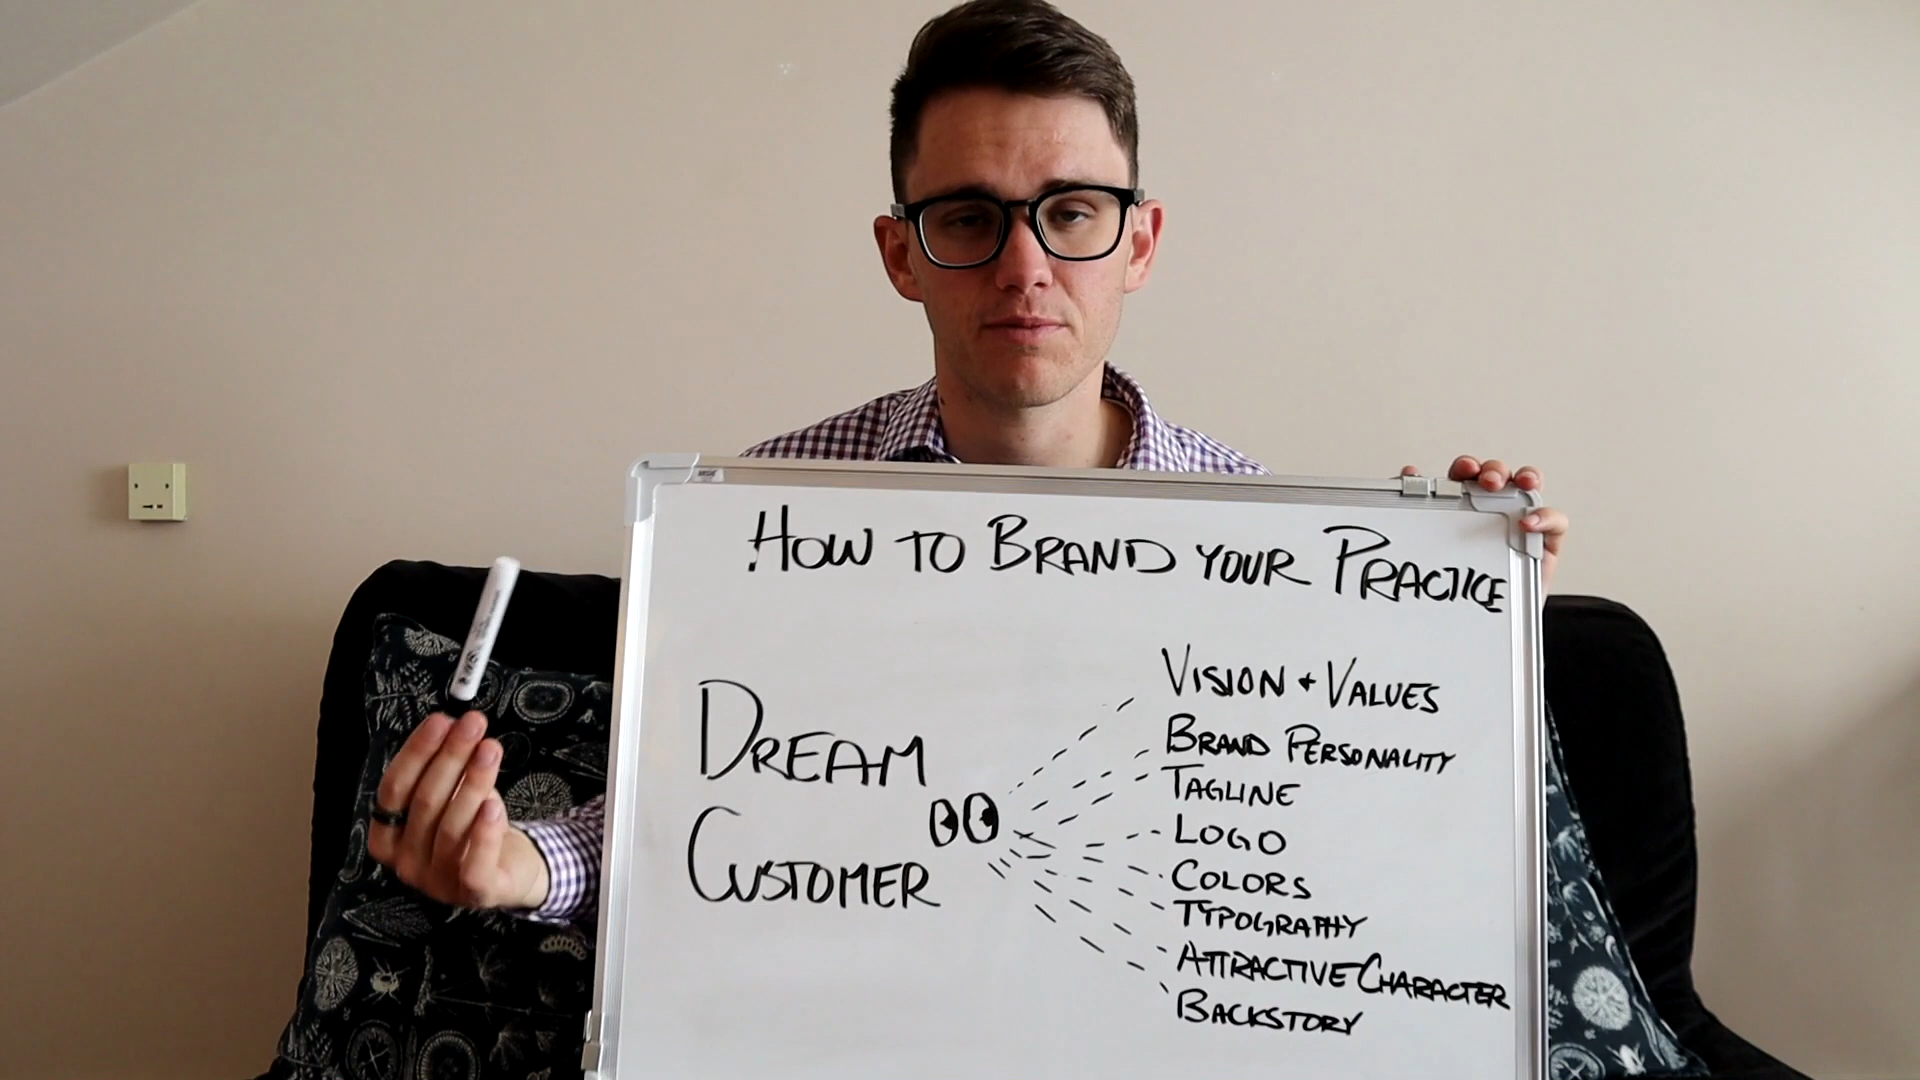 How to Brand your Practice
Vision + Values
Brand Personality
Tagline
Logo
Colors
Typography
Attractive Character
Backstory
Dream
Customer